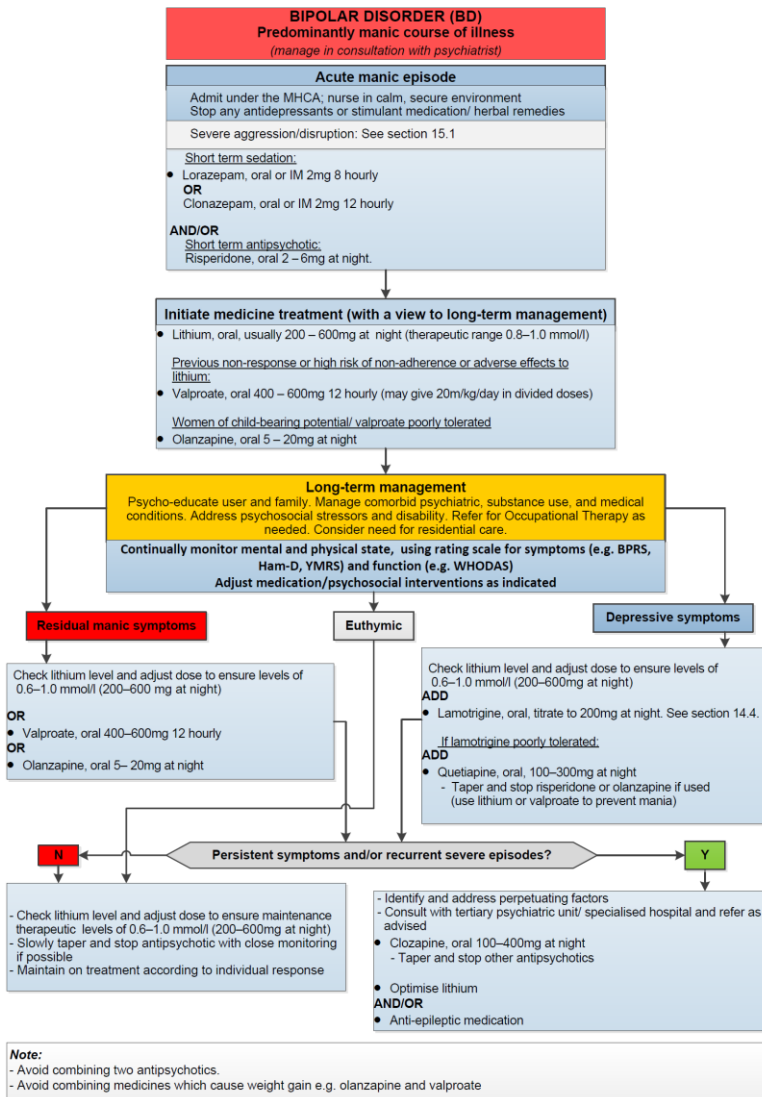 BIPOLAR DISORDER (BD)
Predominantly manic course of illness
(manage in consultation with psychiatrist)
Acute manic episode
Admit under the MHCA; nurse in calm, secure environment
Stop any antidepressants or stimulant medication/ herbal remedies
Severe aggression/disruption: See section 15.1
Short term sedation:
● Lorazepam, oral or IM 2mg 8 hourly
OR
Clonazepam, oral or IM 2mg 12 hourly
AND/OR
Short term antipsychotic:
Risperidone, oral 2 – 6mg at night.
Initiate medicine treatment (with a view to long-term management)
● Lithium, oral, usually 200 – 600mg at night (therapeutic range 0.8–1.0 mmol/l)
Previous non-response or high risk of non-adherence or adverse effects to
lithium:
● Valproate, oral 400 – 600mg 12 hourly (may give 20m/kg/day in divided doses)
Women of child-bearing potential/ valproate poorly tolerated
● Olanzapine, oral 5 – 20mg at night
Long-term management
Psycho-educate user and family. Manage comorbid psychiatric, substance use, and medical
conditions. Address psychosocial stressors and disability. Refer for Occupational Therapy as
needed. Consider need for residential care.
Continually monitor mental and physical state, using rating scale for symptoms (e.g. BPRS,
Ham-D, YMRS) and function (e.g. WHODAS)
Adjust medication/psychosocial interventions as indicated
Residual manic symptoms
Euthymic
Depressive symptoms
Check lithium level and adjust dose to ensure levels of
0.6–1.0 mmol/l (200–600 mg at night)
OR
● Valproate, oral 400–600mg 12 hourly
OR
● Olanzapine, oral 5– 20mg at night
Check lithium level and adjust dose to ensure levels of
0.6–1.0 mmol/l (200–600mg at night)
ADD
● Lamotrigine, oral, titrate to 200mg at night. See section 14.4.
If lamotrigine poorly tolerated:
ADD
● Quetiapine, oral, 100–300mg at night
- Taper and stop risperidone or olanzapine if used
(use lithium or valproate to prevent mania)
N
Persistent symptoms and/or recurrent severe episodes?
Y
- Check lithium level and adjust dose to ensure maintenance
therapeutic levels of 0.6–1.0 mmol/l (200–600mg at night)
- Slowly taper and stop antipsychotic with close monitoring
if possible
- Maintain on treatment according to individual response
- Identify and address perpetuating factors
- Consult with tertiary psychiatric unit/ specialised hospital and refer as
advised
● Clozapine, oral 100–400mg at night
- Taper and stop other antipsychotics
● Optimise lithium
AND/OR
● Anti-epileptic medication
Note:
- Avoid combining two antipsychotics.
- Avoid combining medicines which cause weight gain e.g. olanzapine and valproate